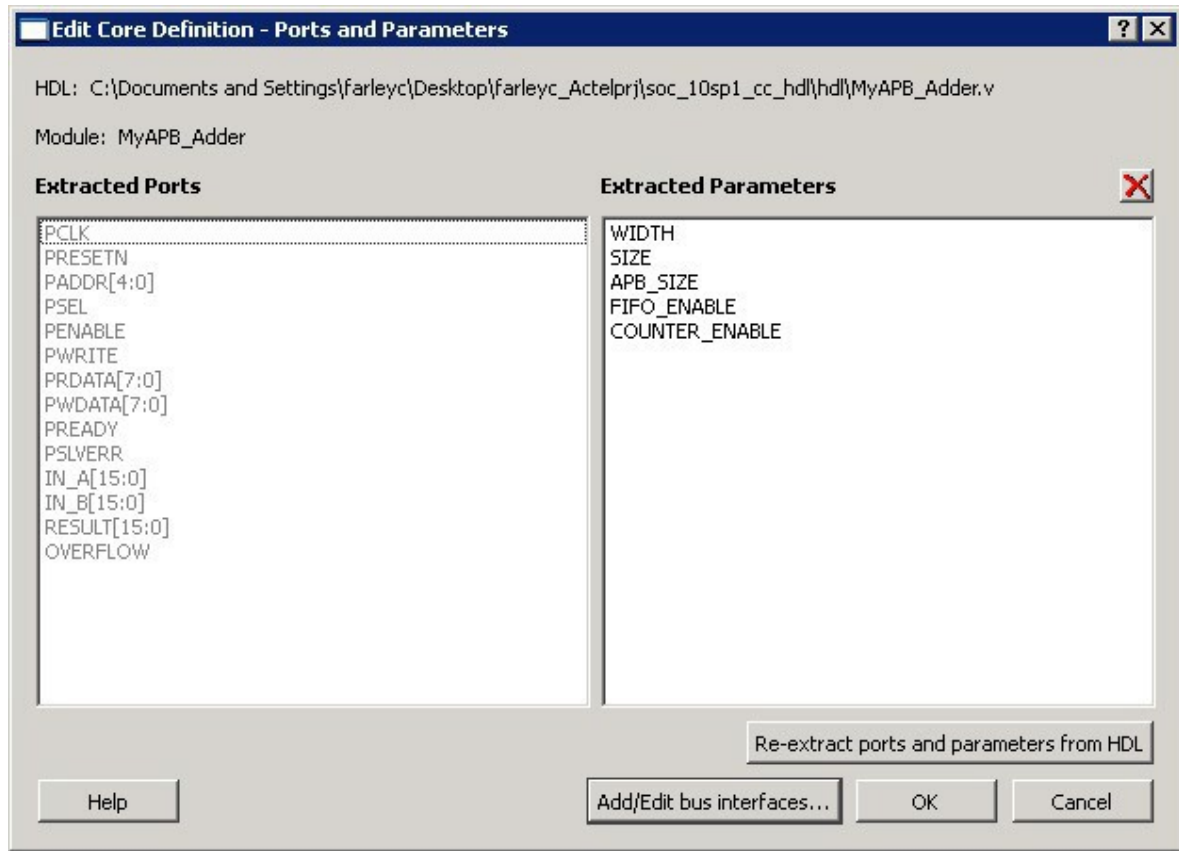 Edit Core Definition - Ports and Parameters
HDL: C:\Documents and Settings\farleyc\Desktop\farleyc_Actelprj\soc_10sp1_cc_hdl\hdl\MyAPB_Adder.v
Module: MyAPB_Adder
Extracted Ports
PCLK
PRESETN
PADDR[4:0]
PSEL
PENABLE
PWRITE
PRDATA[7:0]
PWDATA[7:0]
PREADY
PSLVERR
IN_A[15:0]
IN_B[15:0]
RESULT[15:0]
OVERFLOW
Extracted Parameters
WIDTH
SIZE
APB_SIZE
FIFO_ENABLE
COUNTER_ENABLE
Re-extract ports and parameters from HDL
Help
Add/Edit bus interfaces...
OK
Cancel